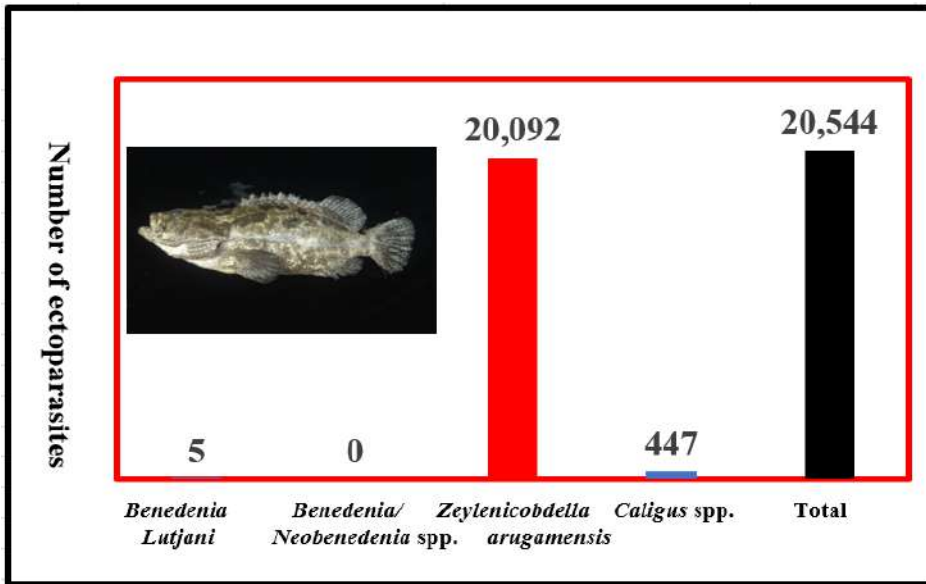 Number of ectoparasites
20,092
20,544
5
0
447
Benedenia Lutjani
Benedenia/ Neobenedenia spp.
Zeylenicobdella arugamensis
Caligus spp.
Total